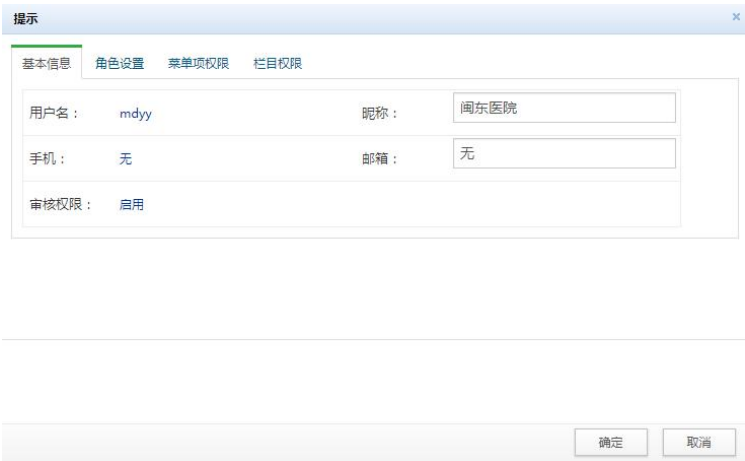 提示 ×
基本信息 角色设置 菜单项权限 栏目权限
用户名： mdyy 昵称： 闽东医院
手机： 无 邮箱： 无
审核权限： 启用
确定 取消